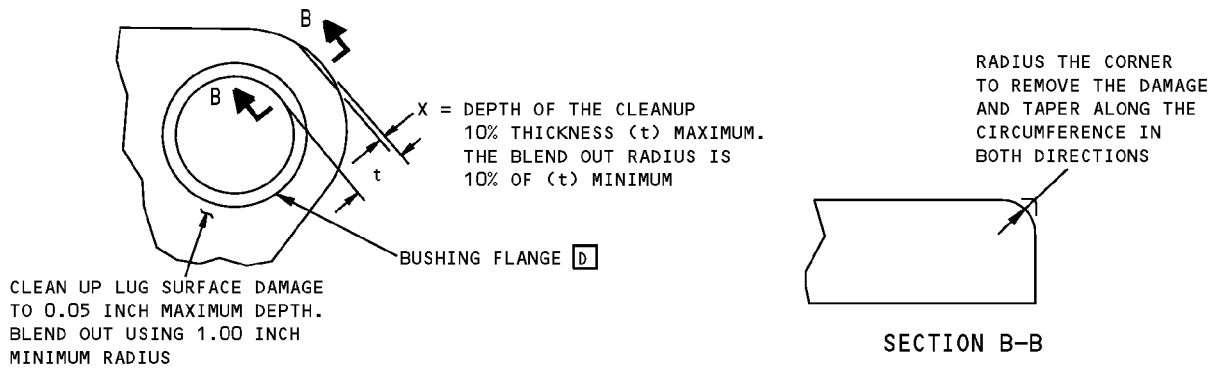 B
B
X = DEPTH OF THE CLEANUP
10% THICKNESS (t) MAXIMUM.
THE BLEND OUT RADIUS IS
10% OF (t) MINIMUM
t
BUSHING FLANGE D
CLEAN UP LUG SURFACE DAMAGE
TO 0.05 INCH MAXIMUM DEPTH.
BLEND OUT USING 1.00 INCH
MINIMUM RADIUS
RADIUS THE CORNER
TO REMOVE THE DAMAGE
AND TAPER ALONG THE
CIRCUMFERENCE IN
BOTH DIRECTIONS
SECTION B-B